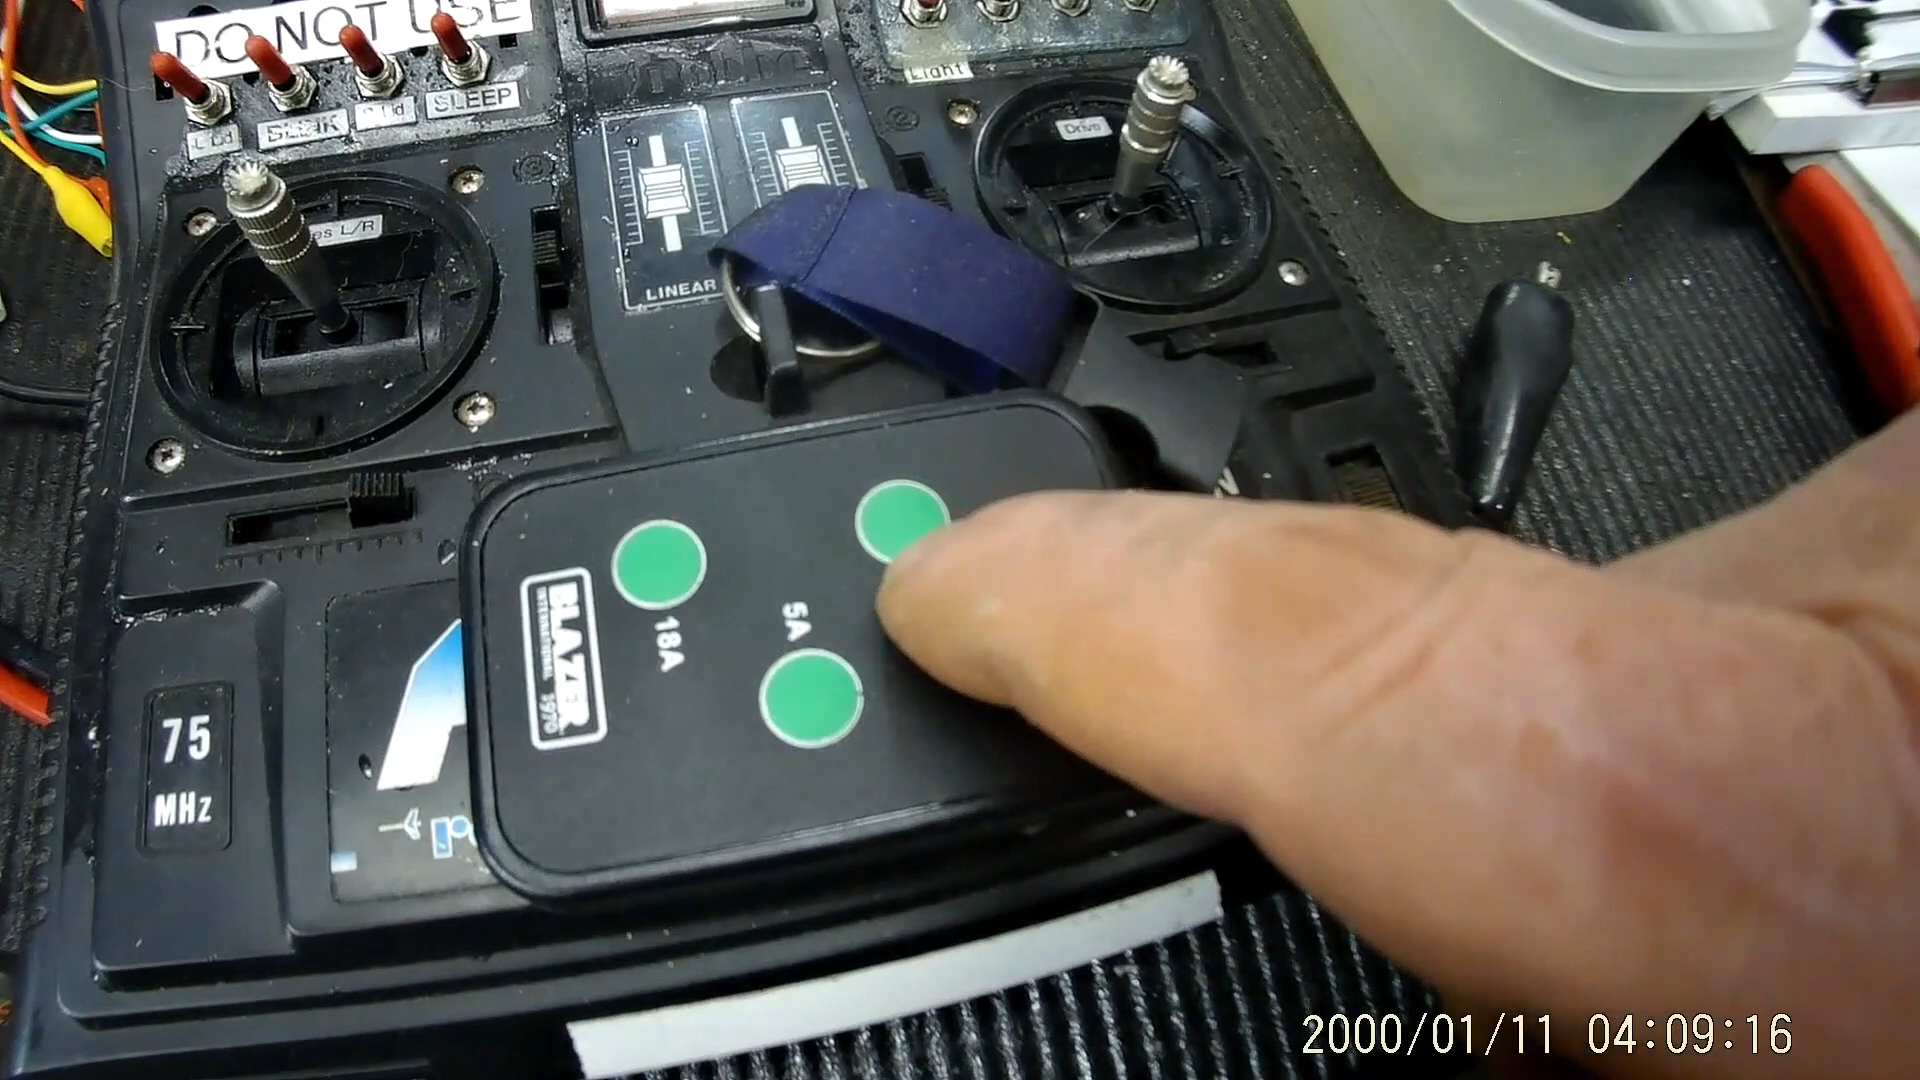 DO NOT USE
SLEEP
Light
Drive
es L/R
LINEAR
18A
5A
BLAZER
INTERNATIONAL 1970
75
MHz
2000/01/11 04:09:16